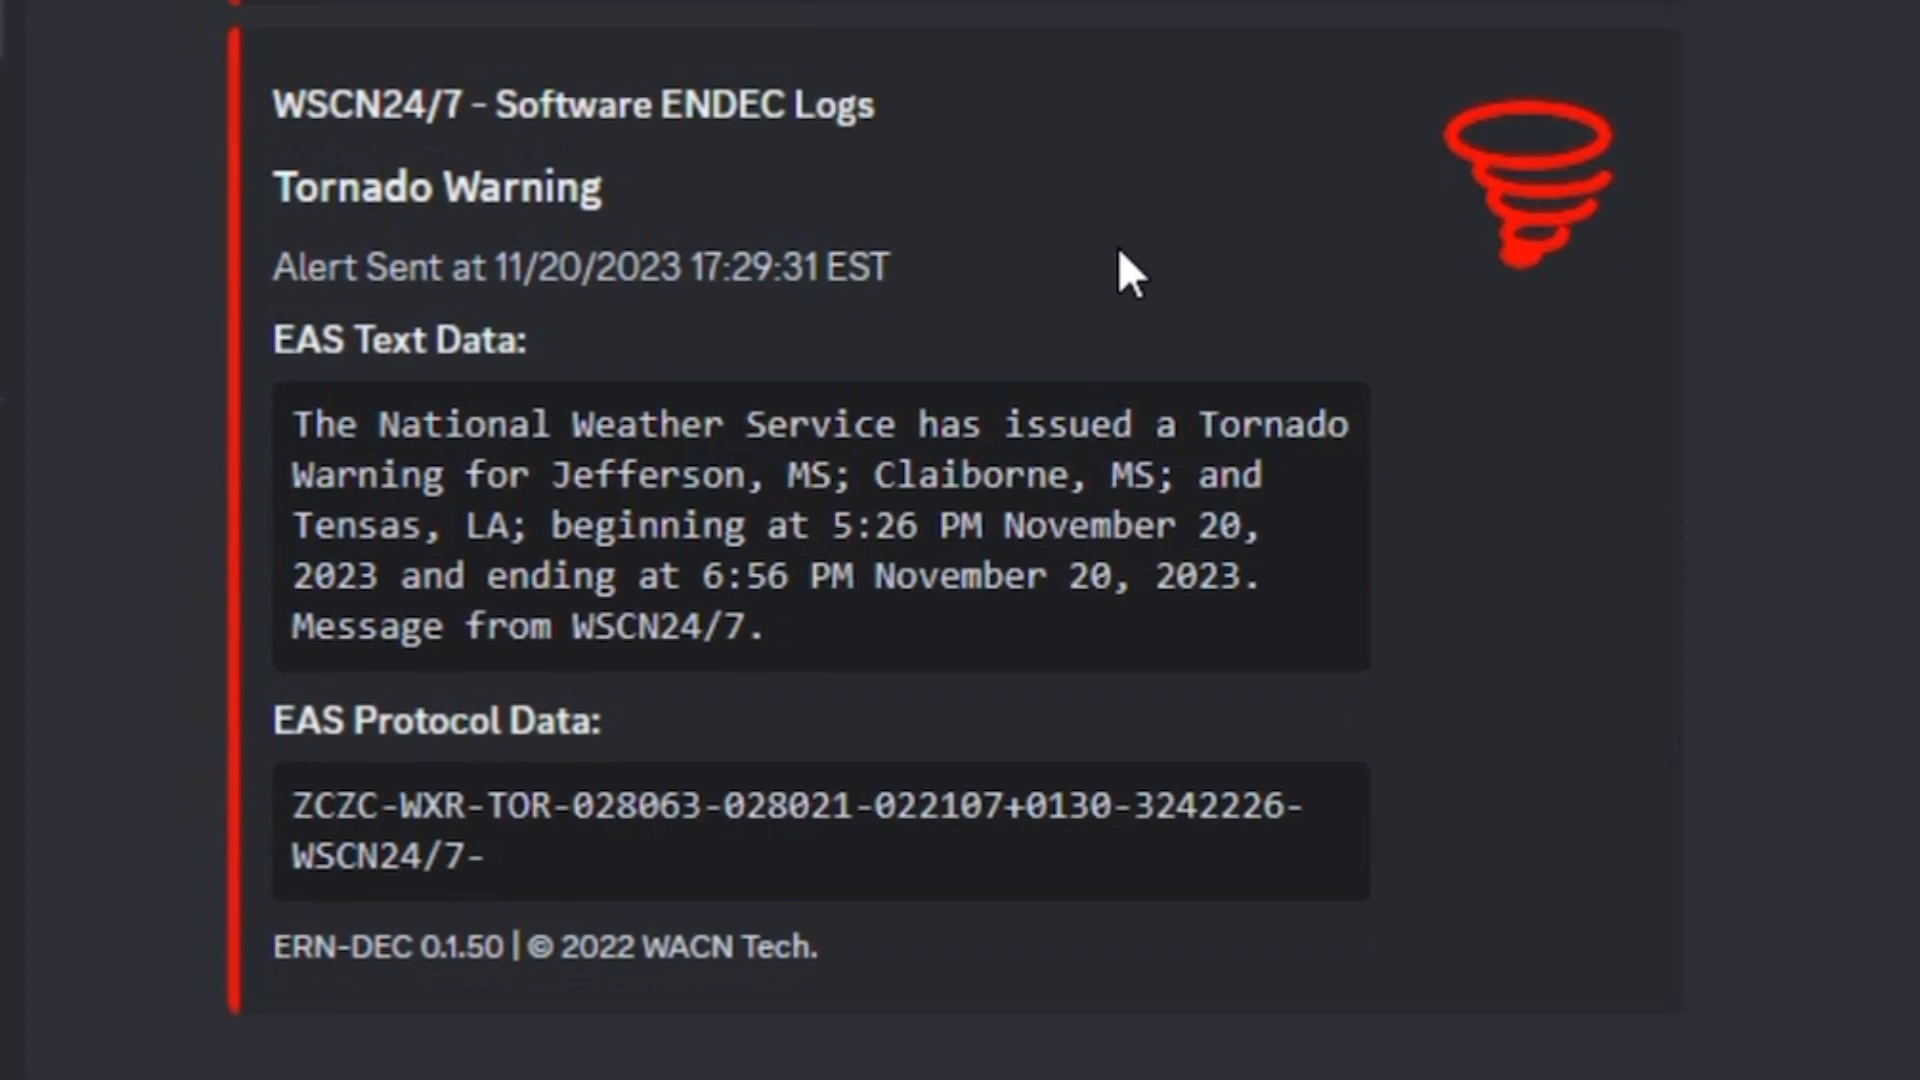 WSCN24/7 - Software ENDEC Logs
Tornado Warning
Alert Sent at 11/20/2023 17:29:31 EST
EAS Text Data:
The National Weather Service has issued a Tornado
Warning for Jefferson, MS; Claiborne, MS; and
Tensas, LA; beginning at 5:26 PM November 20,
2023 and ending at 6:56 PM November 20, 2023.
Message from WSCN24/7.
EAS Protocol Data:
ZCZC-WXR-TOR-028063-028021-022107+0130-3242226-
WSCN24/7-
ERN-DEC 0.1.50 | © 2022 WACN Tech.